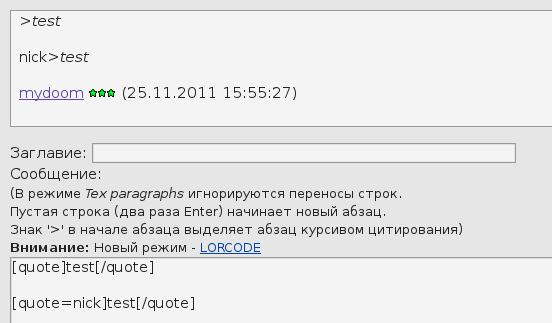 >test
nick>test
mydoom ★★★ (25.11.2011 15:55:27)
Заглавие:
Сообщение:
(В режиме Tex paragraphs игнорируются переносы строк.
Пустая строка (два раза Enter) начинает новый абзац.
Знак '>' в начале абзаца выделяет абзац курсивом цитирования)
Внимание: Новый режим - LORCODE
[quote]test[/quote]
[quote=nick]test[/quote]